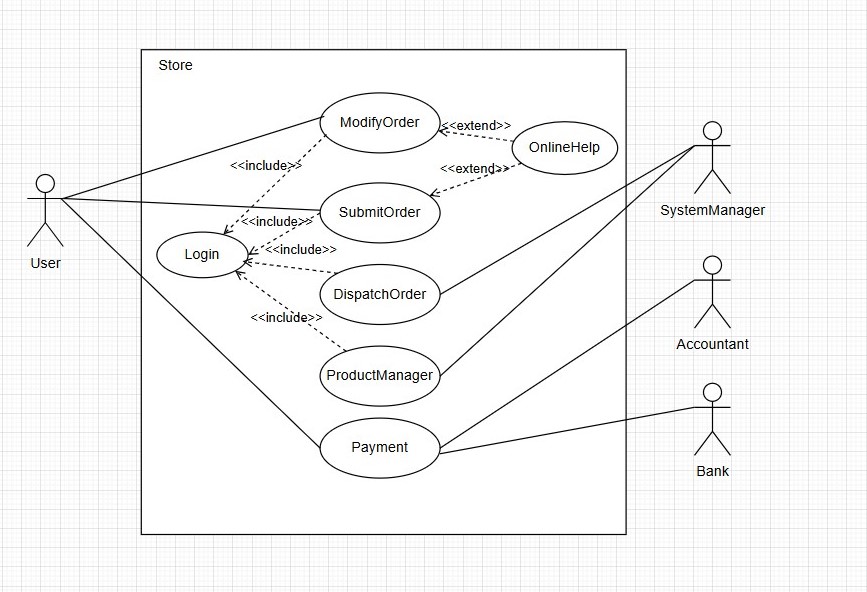 Store
ModifyOrder
<<extend>>
OnlineHelp
<<include>>
<<extend>>
SubmitOrder
SystemManager
<<include>>
<<include>>
Login
User
DispatchOrder
<<include>>
Accountant
ProductManager
Payment
Bank